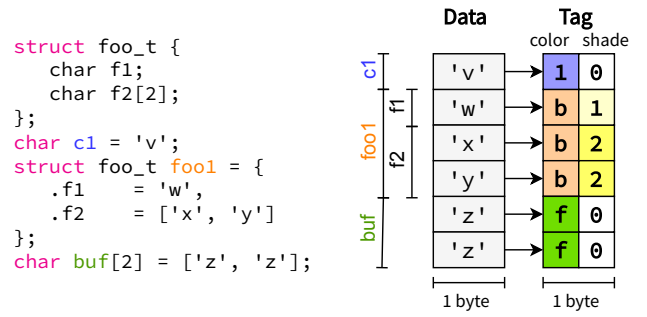 struct foo_t {
char f1;
char f2[2];
};
char c1 = 'v';
struct foo_t foo1 = {
.f1 = 'w',
.f2 = ['x', 'y']
};
char buf[2] = ['z', 'z'];
Data Tag
color shade
c1 'v' 1 0
foo1 f1 'w' b 1
f2 'x' b 2
'y' b 2
buf 'z' f 0
'z' f 0
1 byte 1 byte